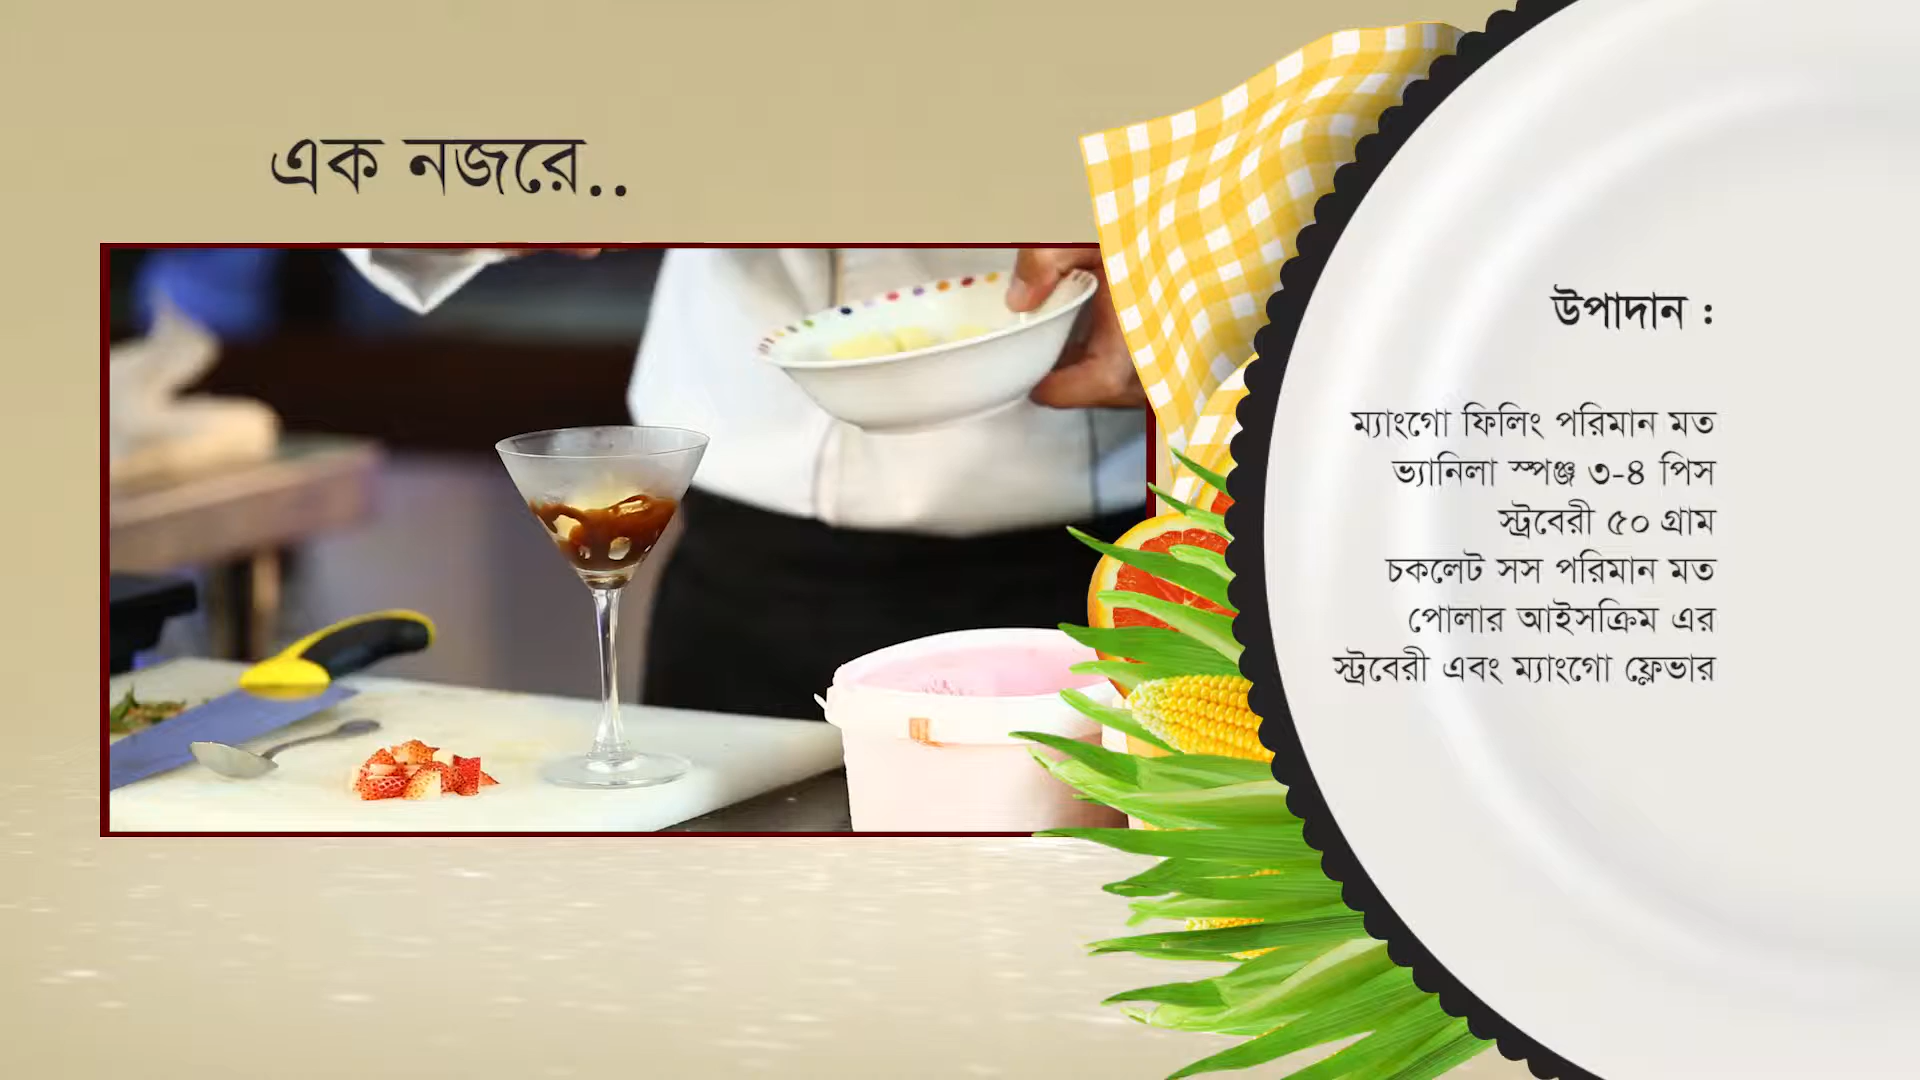 এক নজরে..
উপাদান :
ম্যাংগো ফিলিং পরিমান মত
ভ্যানিলা স্পঞ্জ ৩-৪ পিস
স্ট্রবেরী ৫০ গ্রাম
চকলেট সস পরিমান মত
পোলার আইসক্রিম এর
স্ট্রবেরী এবং ম্যাংগো ফ্লেভার